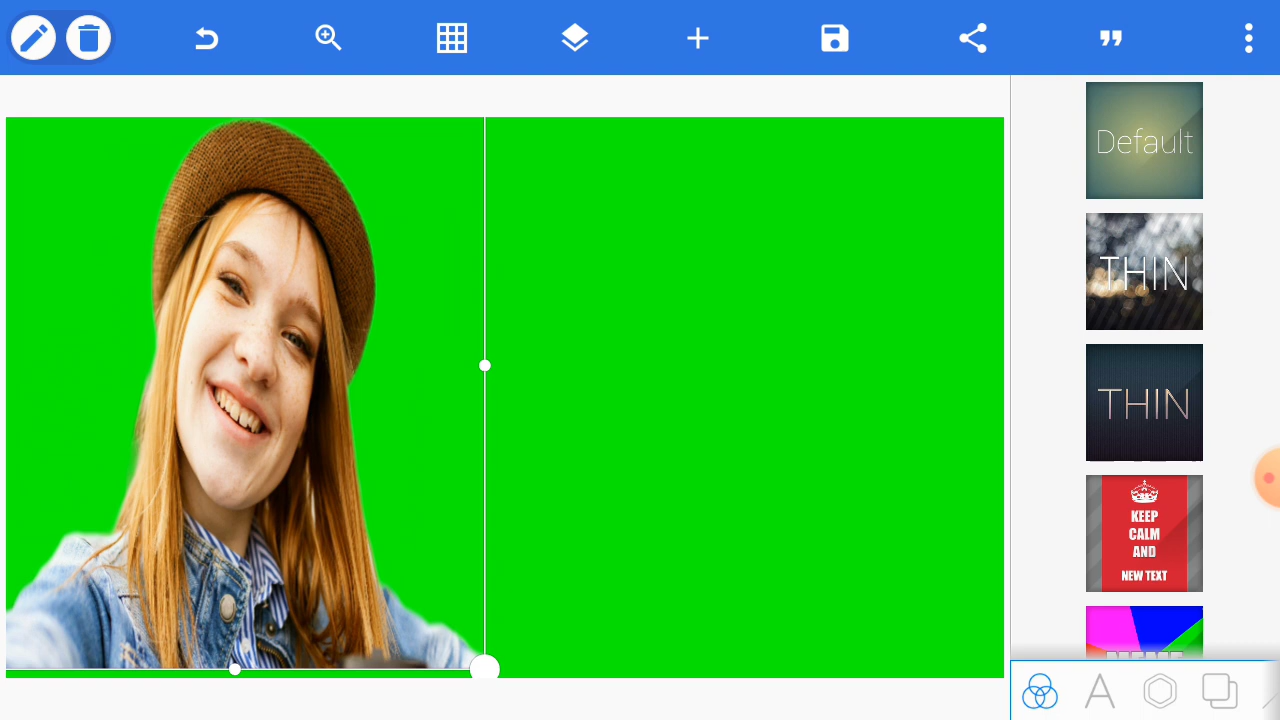 Default
THIN
THIN
KEEP
CALM
AND
NEW TEXT